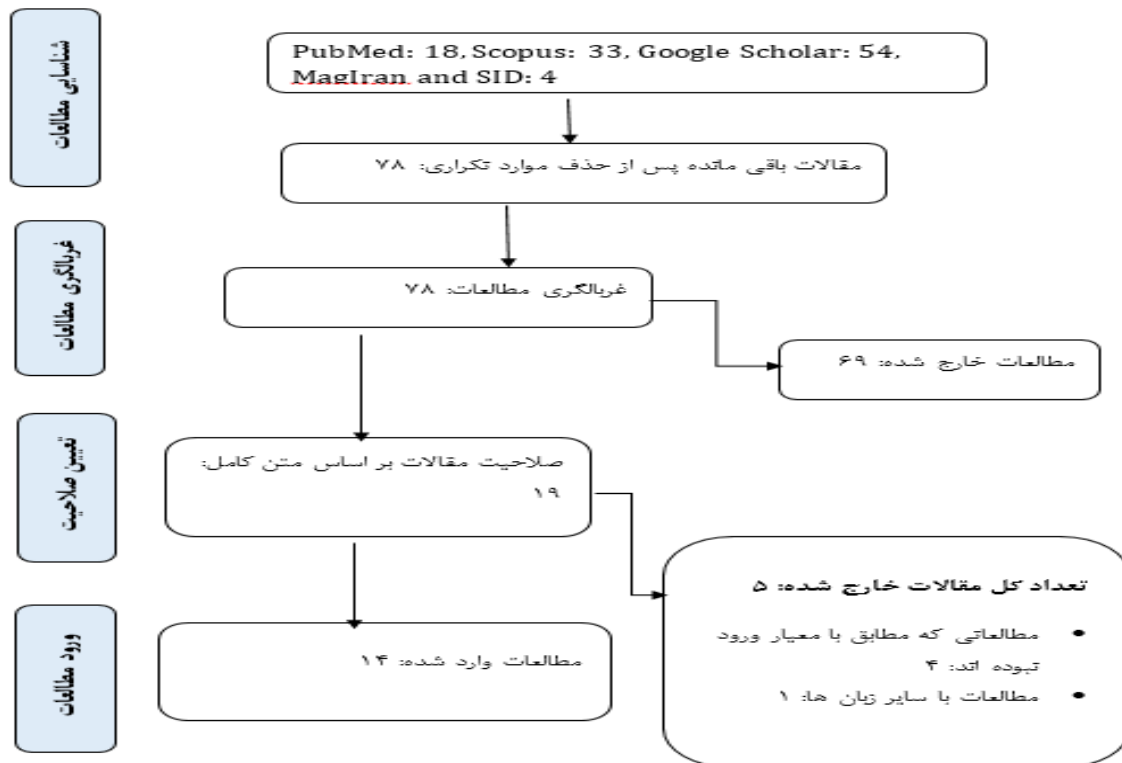 شناسایی مطالعات
PubMed: 18, Scopus: 33, Google Scholar: 54,
MagIran and SID: 4
مقالات باقی مانده پس از حذف موارد تکراری: ۷۸
غربالگری مطالعات
غربالگری مطالعات: ۷۸
مطالعات خارج شده: ۶۹
تعیین صلاحیت
صلاحیت مقالات بر اساس متن کامل:
۱۹
تعداد کل مقالات خارج شده: ۵
• مطالعاتی که مطابق با معیار ورود
نبوده اند: ۴
• مطالعات با سایر زبان ها: ۱
ورود مطالعات
مطالعات وارد شده: ۱۴